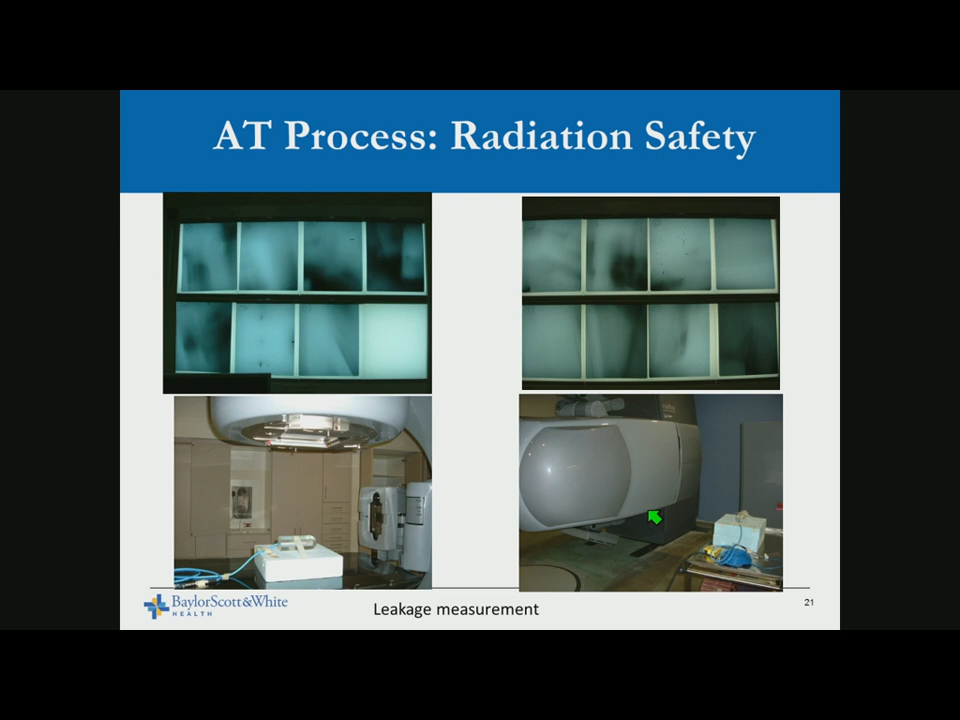 AT Process: Radiation Safety
BaylorScott&White
HEALTH
Leakage measurement
21